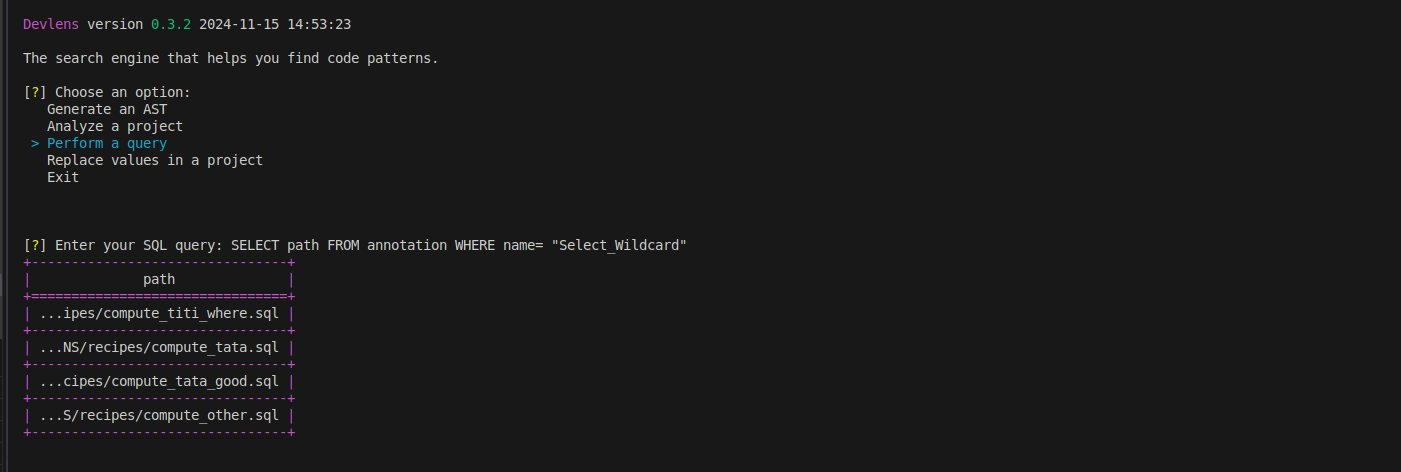 Devlens version 0.3.2 2024-11-15 14:53:23
The search engine that helps you find code patterns.
[?] Choose an option:
Generate an AST
Analyze a project
> Perform a query
Replace values in a project
Exit
[?] Enter your SQL query: SELECT path FROM annotation WHERE name= "Select_Wildcard"
+--------------------------------+
|              path              |
+================================+
| ...ipes/compute_titi_where.sql |
+--------------------------------+
| ...NS/recipes/compute_tata.sql |
+--------------------------------+
| ...cipes/compute_tata_good.sql |
+--------------------------------+
| ...S/recipes/compute_other.sql |
+--------------------------------+